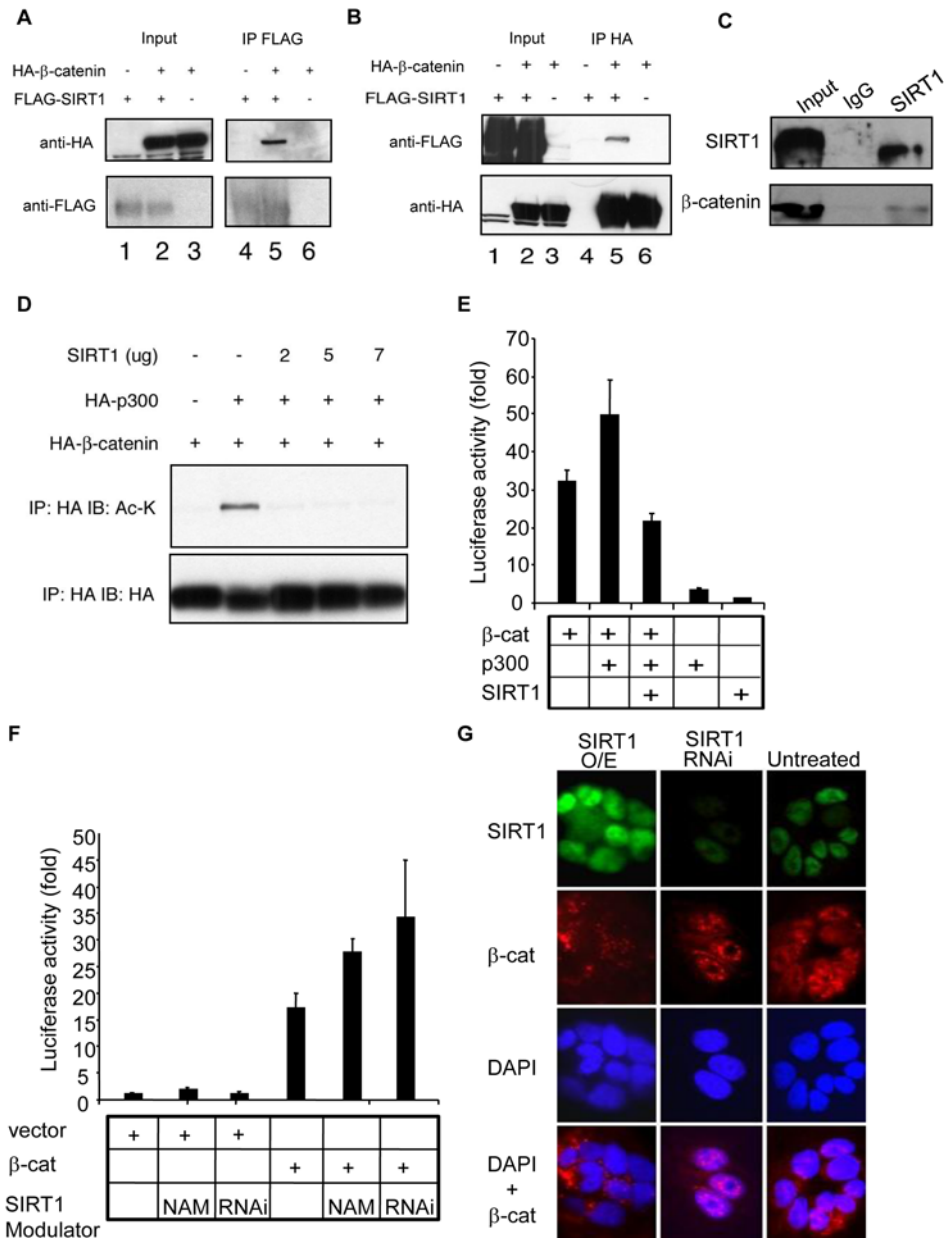 A
Input IP FLAG
HA-β-catenin - + + - + +
FLAG-SIRT1 + + - + + -
anti-HA
anti-FLAG
1 2 3 4 5 6
B
Input IP HA
HA-β-catenin - + + - + +
FLAG-SIRT1 + + - + + -
anti-FLAG
anti-HA
1 2 3 4 5 6
C
Input IgG SIRT1
SIRT1
β-catenin
D
SIRT1 (ug) - - 2 5 7
HA-p300 - + + + +
HA-β-catenin + + + + +
IP: HA IB: Ac-K
IP: HA IB: HA
E
Luciferase activity (fold)
70
60
50
40
30
20
10
0
β-cat + + +
p300 + + +
SIRT1 + +
F
Luciferase activity (fold)
50
45
40
35
30
25
20
15
10
5
0
vector + + +
β-cat + + +
SIRT1 NAM RNAi NAM RNAi
Modulator
G
SIRT1 O/E
SIRT1 RNAi
Untreated
SIRT1
β-cat
DAPI
DAPI
+
β-cat